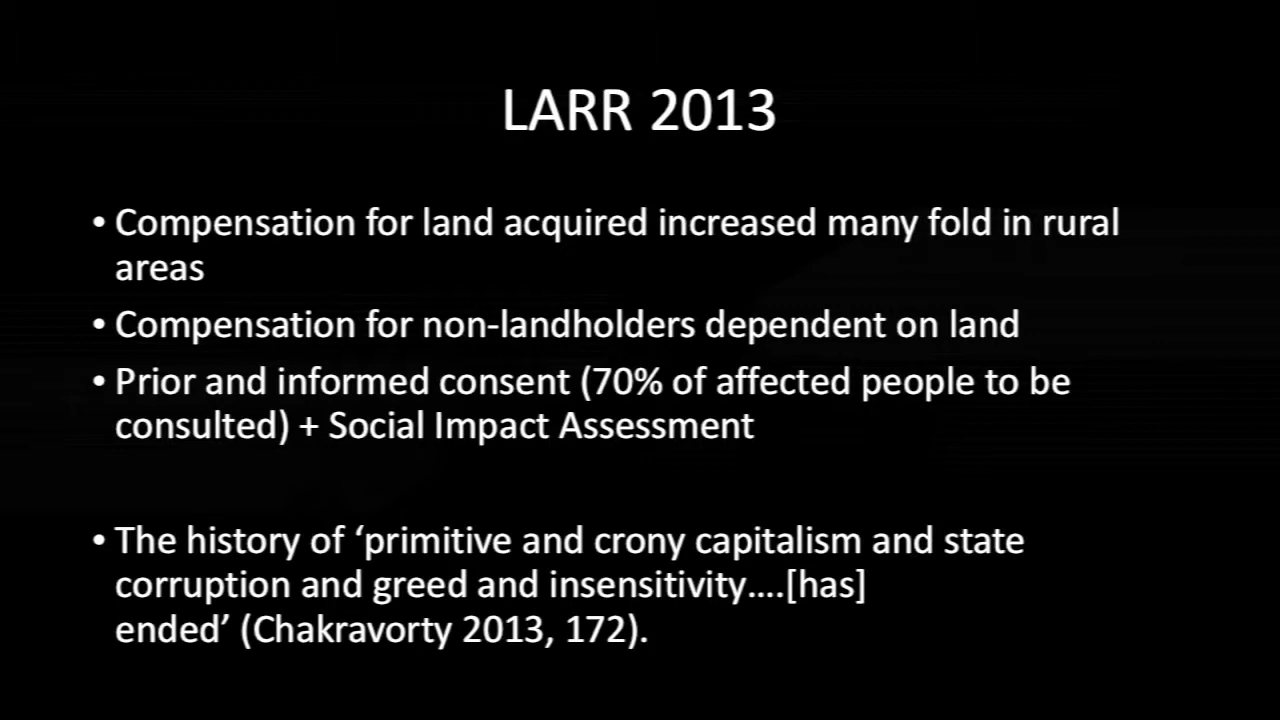 LARR 2013
• Compensation for land acquired increased many fold in rural
areas
• Compensation for non-landholders dependent on land
• Prior and informed consent (70% of affected people to be
consulted) + Social Impact Assessment
• The history of ‘primitive and crony capitalism and state
corruption and greed and insensitivity….[has]
ended’ (Chakravorty 2013, 172).